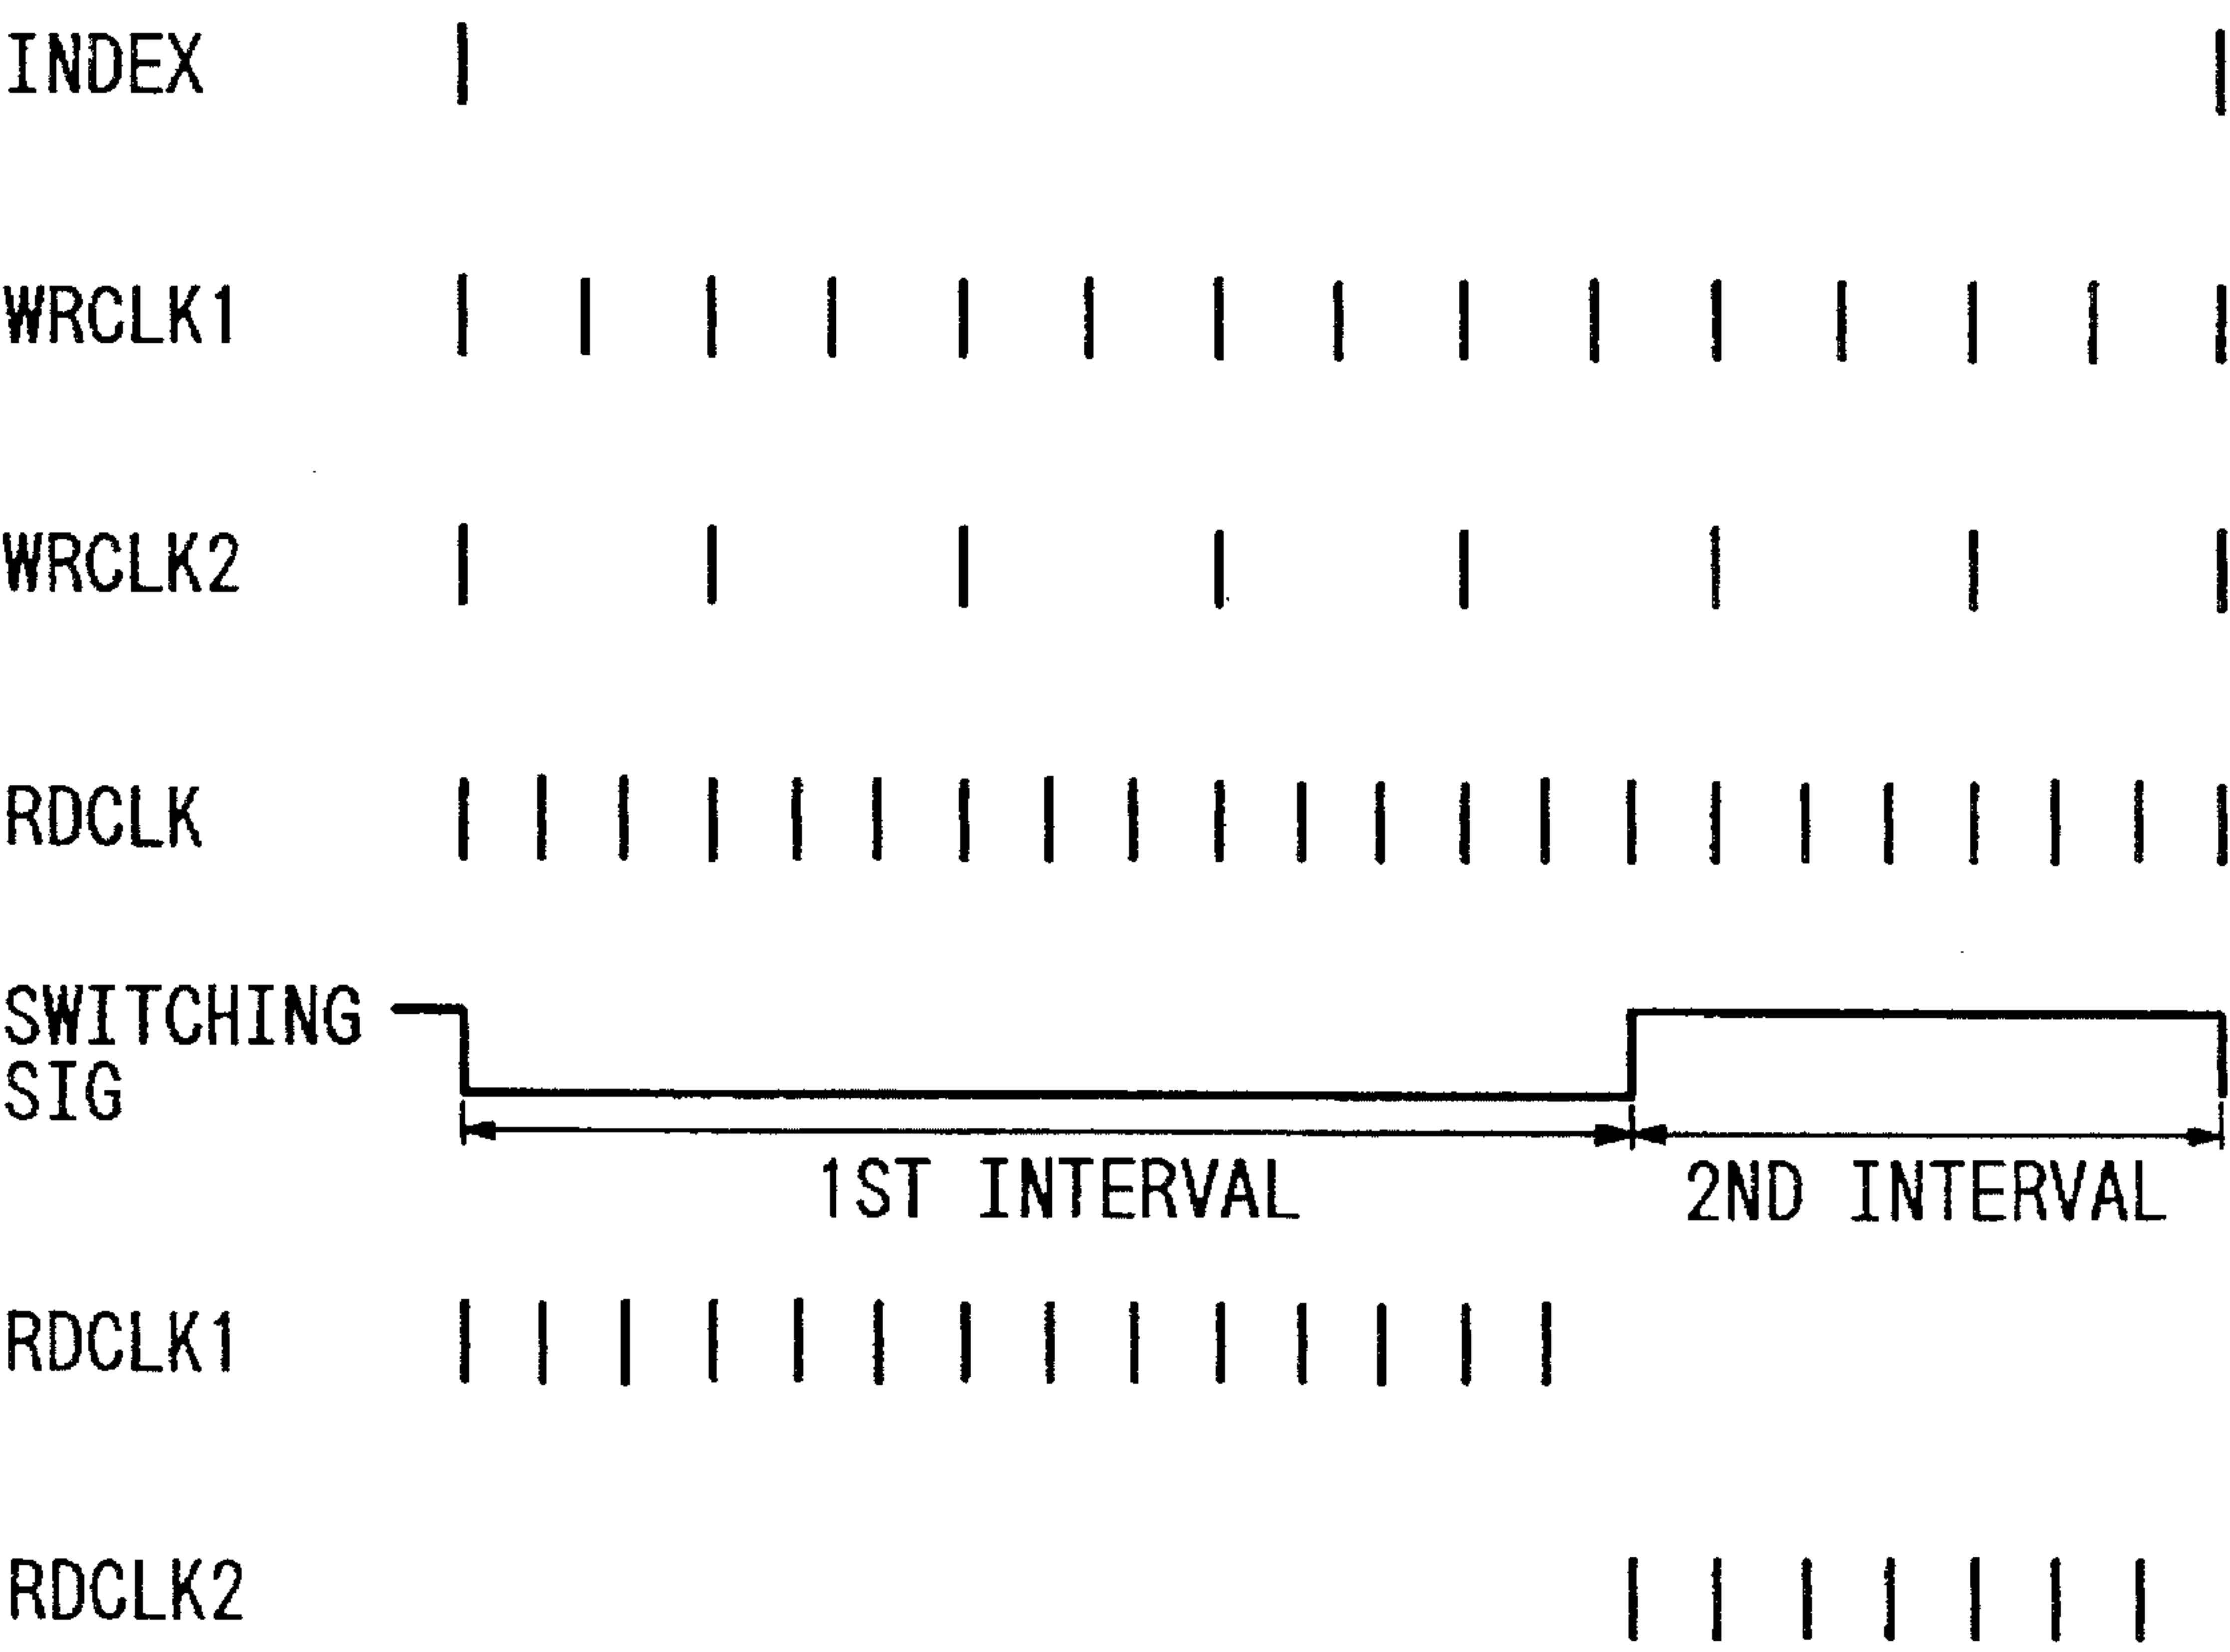 INDEX
WRCLK1
WRCLK2
RDCLK
SWITCHING
SIG
1ST INTERVAL
2ND INTERVAL
RDCLK1
RDCLK2